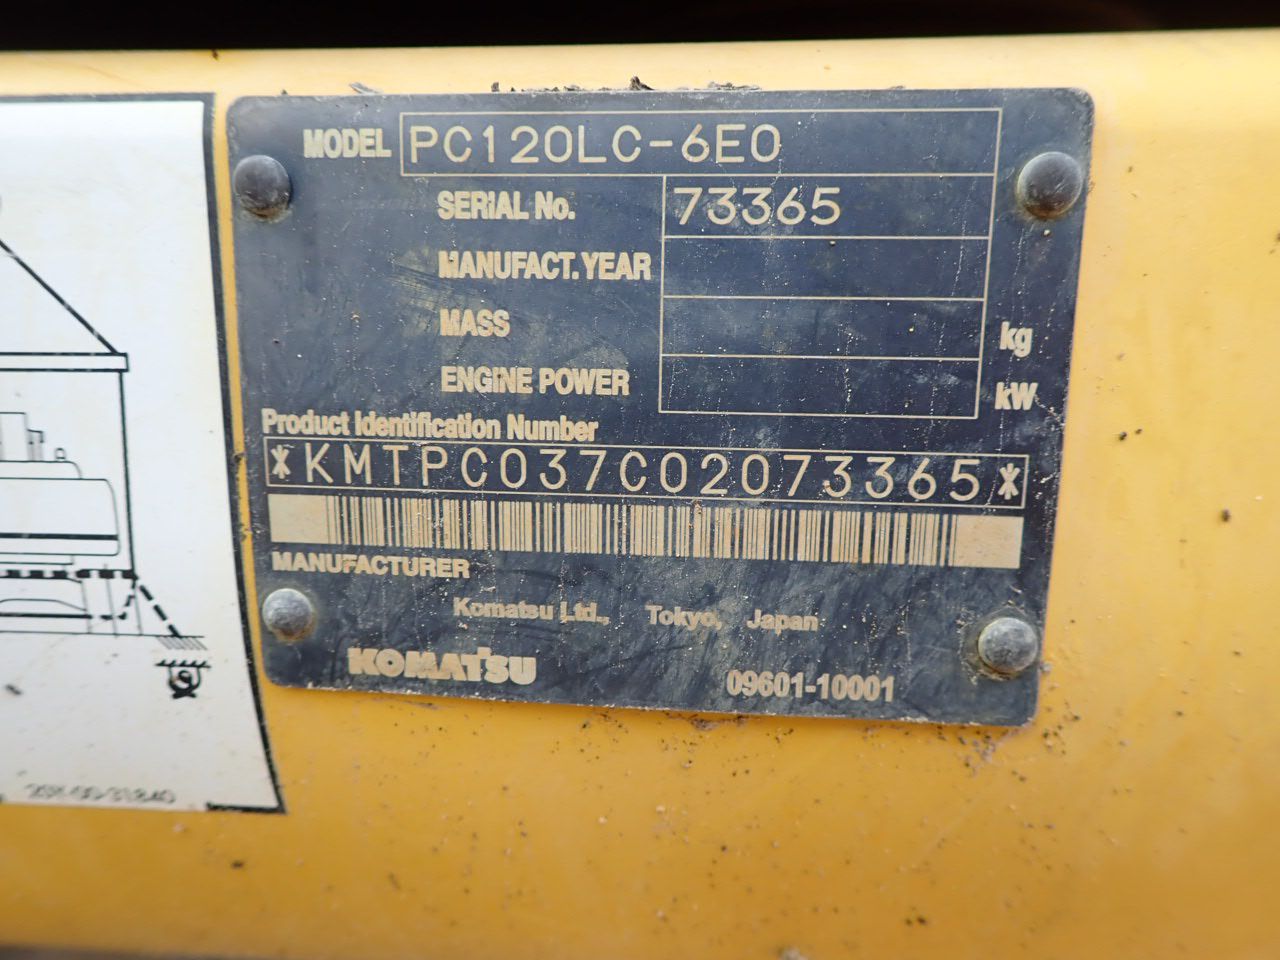 MODEL PC120LC-6E0
SERIAL No. 73365
MANUFACT. YEAR
MASS kg
ENGINE POWER kW
Product Identification Number
*KMTPC037C02073365*
MANUFACTURER
Komatsu Ltd., Tokyo, Japan
KOMATSU 09601-10001